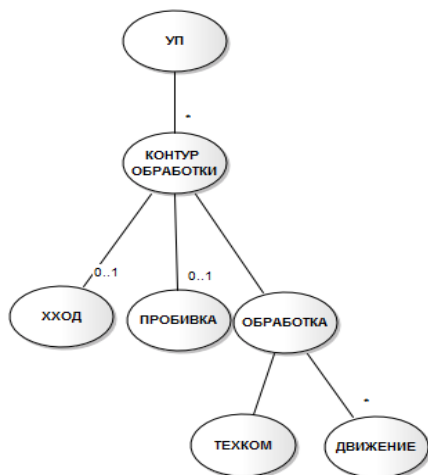 УП
*
КОНТУР
ОБРАБОТКИ
0..1
0..1
ХХОД
ПРОБИВКА
ОБРАБОТКА
*
ТЕХКОМ
ДВИЖЕНИЕ